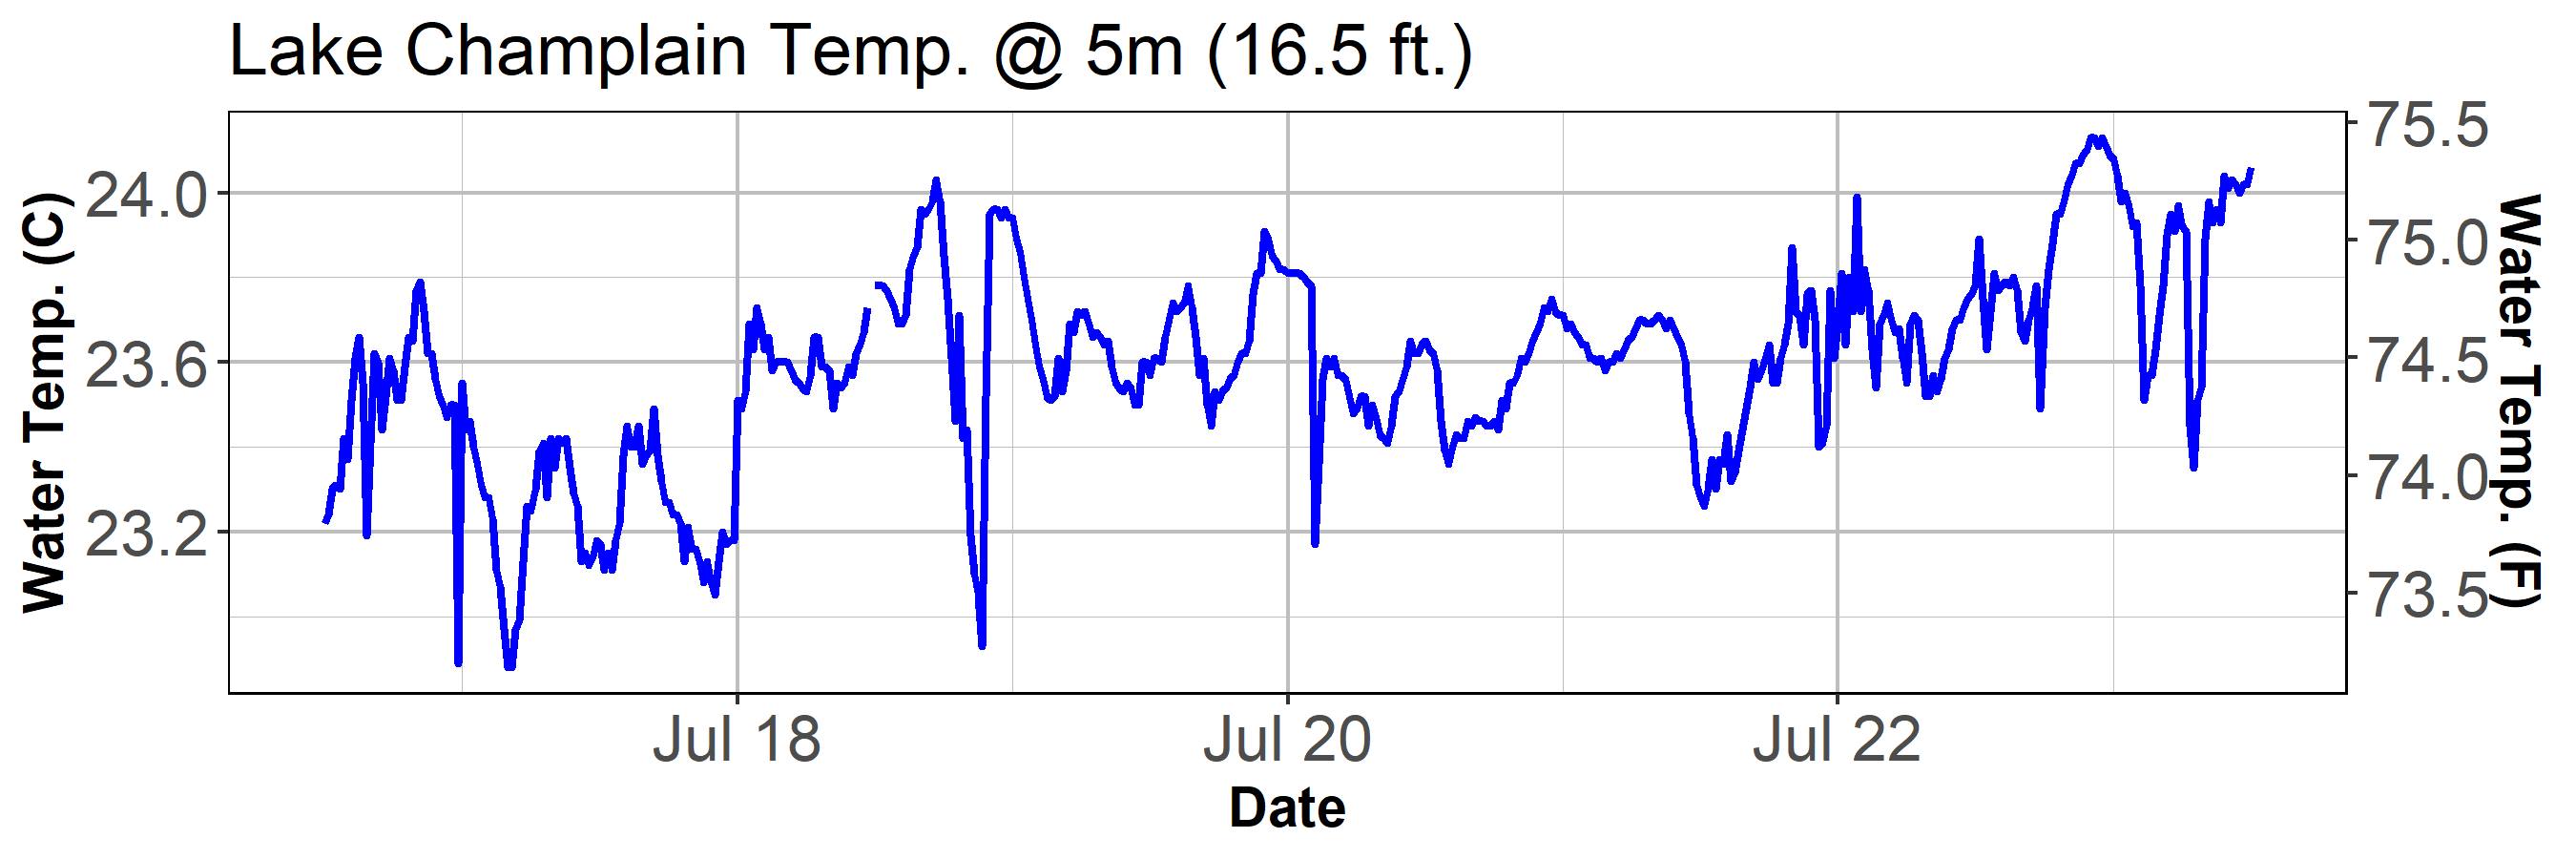 Lake Champlain Temp. @ 5m (16.5 ft.)
Water Temp. (C)
24.0
23.6
23.2
75.5
75.0
74.5
74.0
73.5
Water Temp. (F)
Jul 18
Jul 20
Jul 22
Date